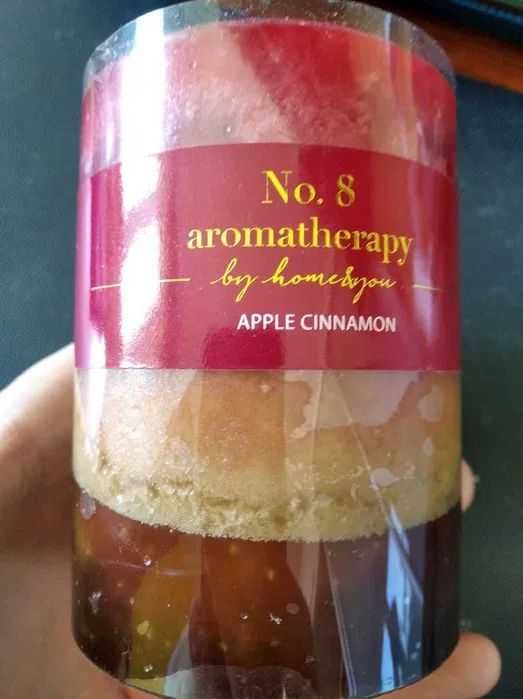 No. 8
aromatherapy
by home&you
APPLE CINNAMON